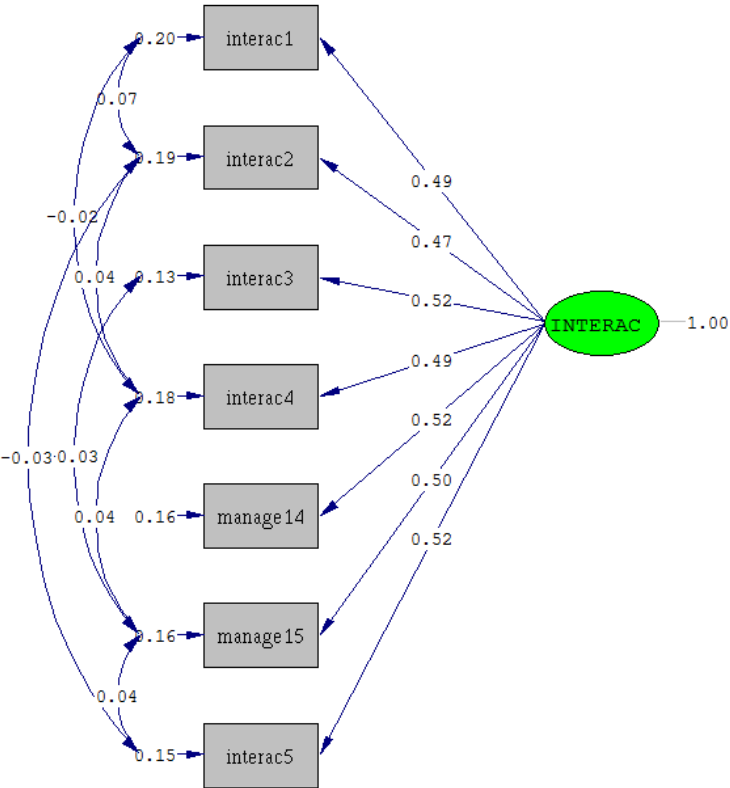 0.20 interac1
0.07
0.49
0.19 interac2
-0.02
0.47
0.04 0.13 interac3
0.52
INTERAC 1.00
0.49
0.18 interac4
0.52
-0.03 0.03
0.50
0.04 0.16 manage14
0.52
0.16 manage15
0.04
0.15 interac5